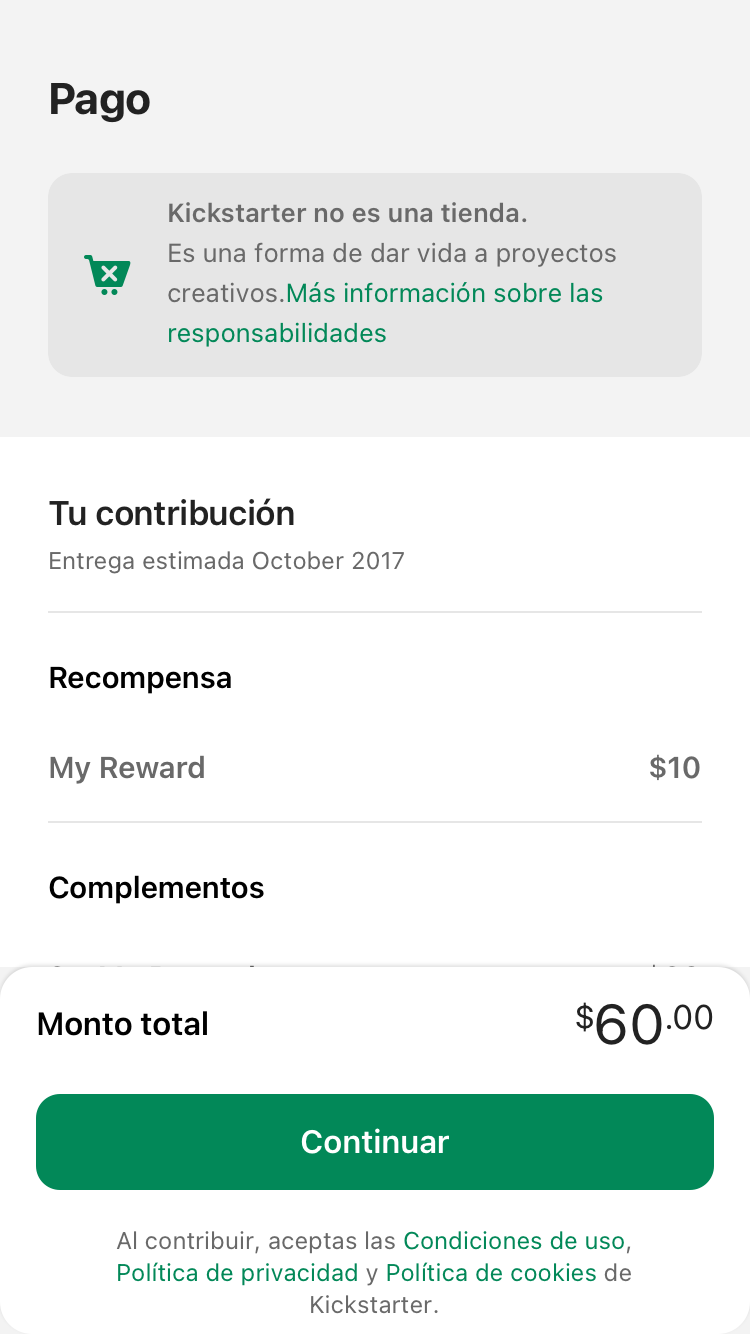 Pago
Kickstarter no es una tienda.
Es una forma de dar vida a proyectos
creativos.Más información sobre las
responsabilidades
Tu contribución
Entrega estimada October 2017
Recompensa
My Reward $10
Complementos
Monto total $60.00
Continuar
Al contribuir, aceptas las Condiciones de uso,
Política de privacidad y Política de cookies de
Kickstarter.